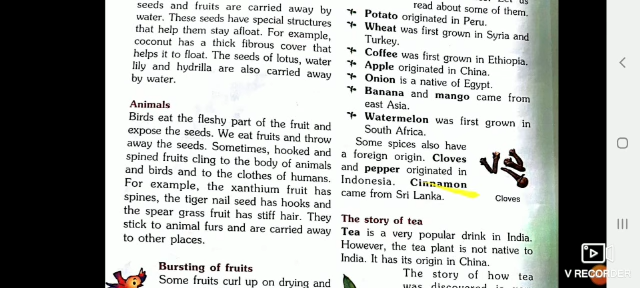 seeds and fruits are carried away by
water. These seeds have special structures
that help them stay afloat. For example,
coconut has a thick fibrous cover that
helps it to float. The seeds of lotus, water
lily and hydrilla are also carried away
by water.
Animals
Birds eat the fleshy part of the fruit and
expose the seeds. We eat fruits and throw
away the seeds. Sometimes, hooked and
spined fruits cling to the body of animals
and birds and to the clothes of humans.
For example, the xanthium fruit has
spines, the tiger nail seed has hooks and
the spear grass fruit has stiff hair. They
stick to animal furs and are carried away
to other places.
Bursting of fruits
Some fruits curl up on drying and
read about some of them.
Potato originated in Peru.
Wheat was first grown in Syria and
Turkey.
Coffee was first grown in Ethiopia.
Apple originated in China.
Onion is a native of Egypt.
Banana and mango came from
east Asia.
Watermelon was first grown in
South Africa.
Some spices also have
a foreign origin. Cloves
and pepper originated in
Indonesia. Cinnamon
came from Sri Lanka.
Cloves
The story of tea
Tea is a very popular drink in India.
However, the tea plant is not native to
India. It has its origin in China.
The story of how tea
was discovered is
V RECORDER